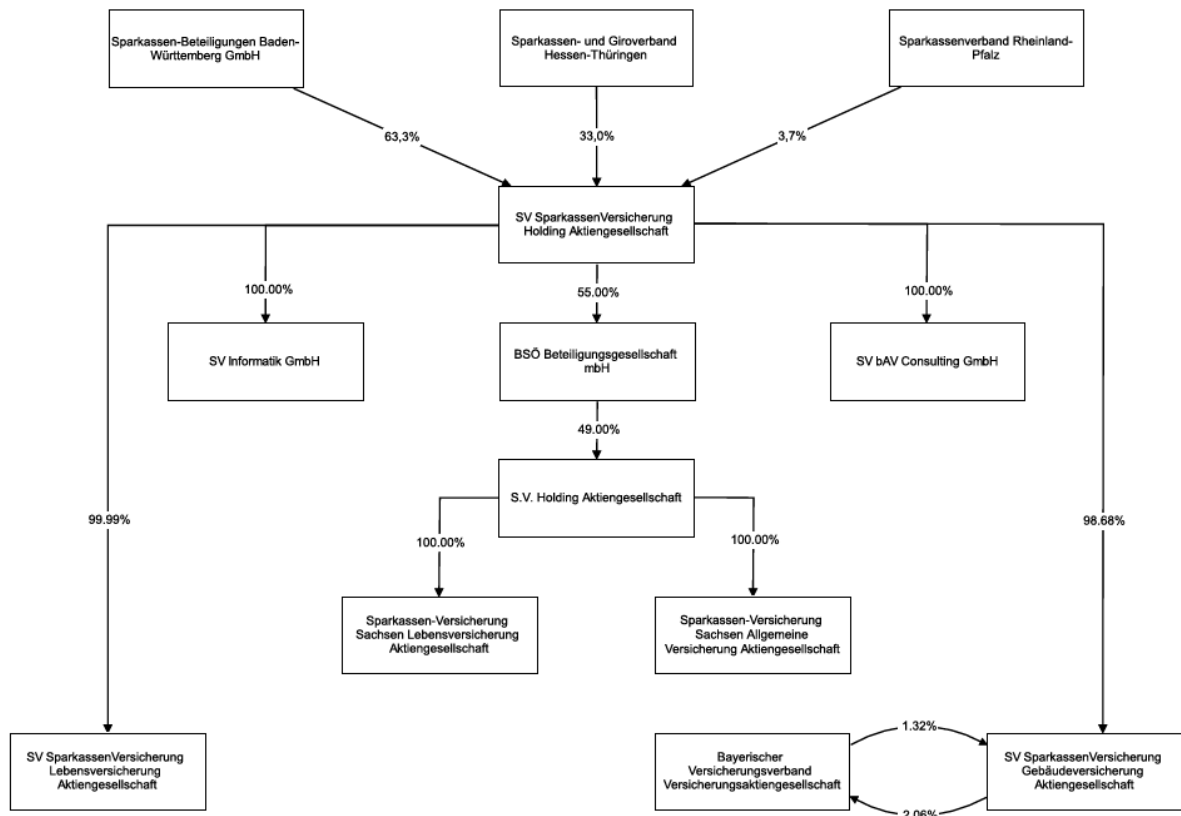 Sparkassen-Beteiligungen Baden-
Württemberg GmbH
Sparkassen- und Giroverband
Hessen-Thüringen
Sparkassenverband Rheinland-
Pfalz
63,3%
33,0%
3,7%
SV SparkassenVersicherung
Holding Aktiengesellschaft
100.00%
55.00%
100.00%
SV Informatik GmbH
BSÖ Beteiligungsgesellschaft
mbH
SV bAV Consulting GmbH
49.00%
S.V. Holding Aktiengesellschaft
99.99%
98.68%
100.00%
100.00%
Sparkassen-Versicherung
Sachsen Lebensversicherung
Aktiengesellschaft
Sparkassen-Versicherung
Sachsen Allgemeine
Versicherung Aktiengesellschaft
1.32%
SV SparkassenVersicherung
Lebensversicherung
Aktiengesellschaft
Bayerischer
Versicherungsverband
Versicherungsaktiengesellschaft
SV SparkassenVersicherung
Gebäudeversicherung
Aktiengesellschaft
2.06%